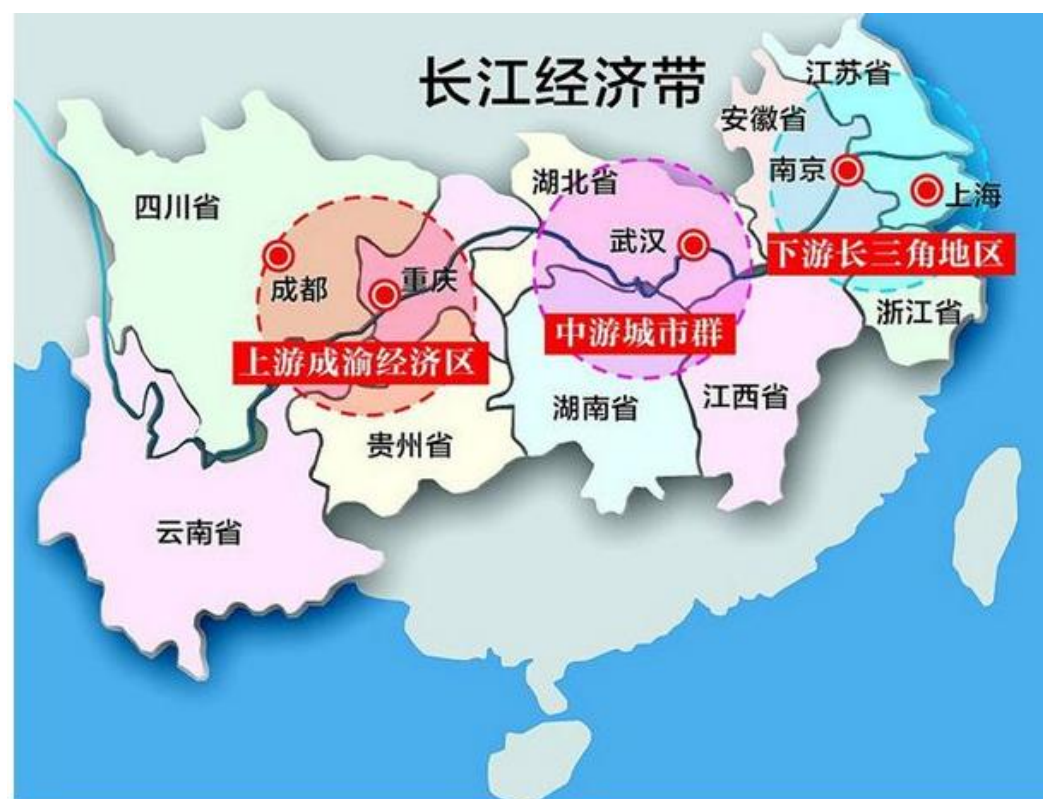 长江经济带
江苏省
安徽省
南京
上海
湖北省
四川省
武汉
下游长三角地区
成都
重庆
浙江省
中游城市群
上游成渝经济区
江西省
湖南省
贵州省
云南省